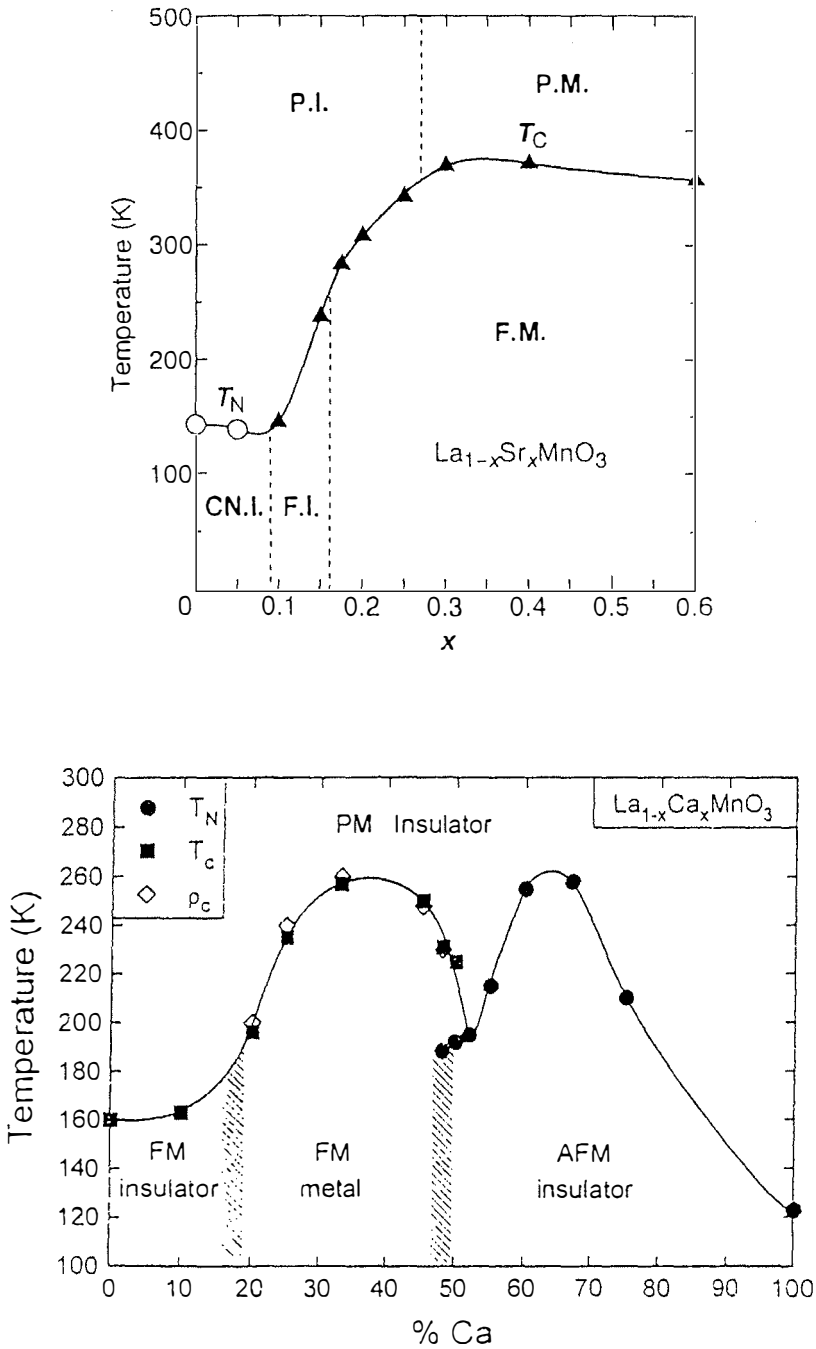 500
P.I.
P.M.
400
T_C
300
F.M.
200
T_N
La₁₋ₓSrₓMnO₃
100
CN.I.
F.I.
Temperature (K)
0 0.1 0.2 0.3 0.4 0.5 0.6
x
300
T_N
La₁₋ₓCaₓMnO₃
280
T_c
PM Insulator
260
ρ_c
240
220
200
180
160
FM
insulator
FM
metal
AFM
insulator
140
120
100
Temperature (K)
0 10 20 30 40 50 60 70 80 90 100
% Ca